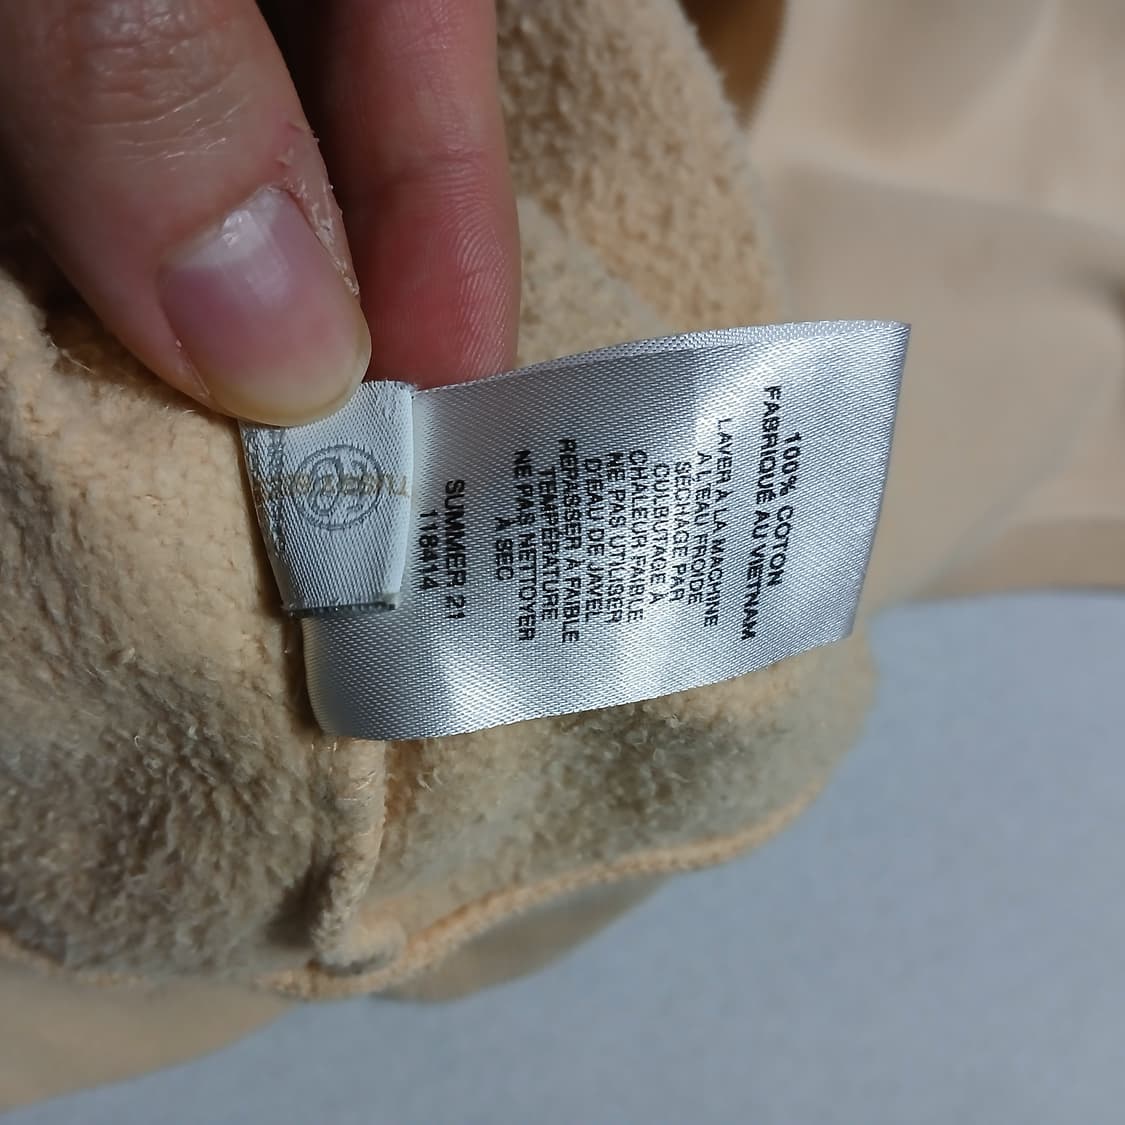 100% COTON
FABRIQUÉ AU VIETNAM
LAVER À LA MACHINE
À L'EAU FROIDE
SÉCHAGE PAR
CULBUTAGE À
CHALEUR FAIBLE
NE PAS UTILISER
D'EAU DE JAVEL
REPASSER À FAIBLE
TEMPÉRATURE
NE PAS NETTOYER
À SEC
SUMMER 21
118414